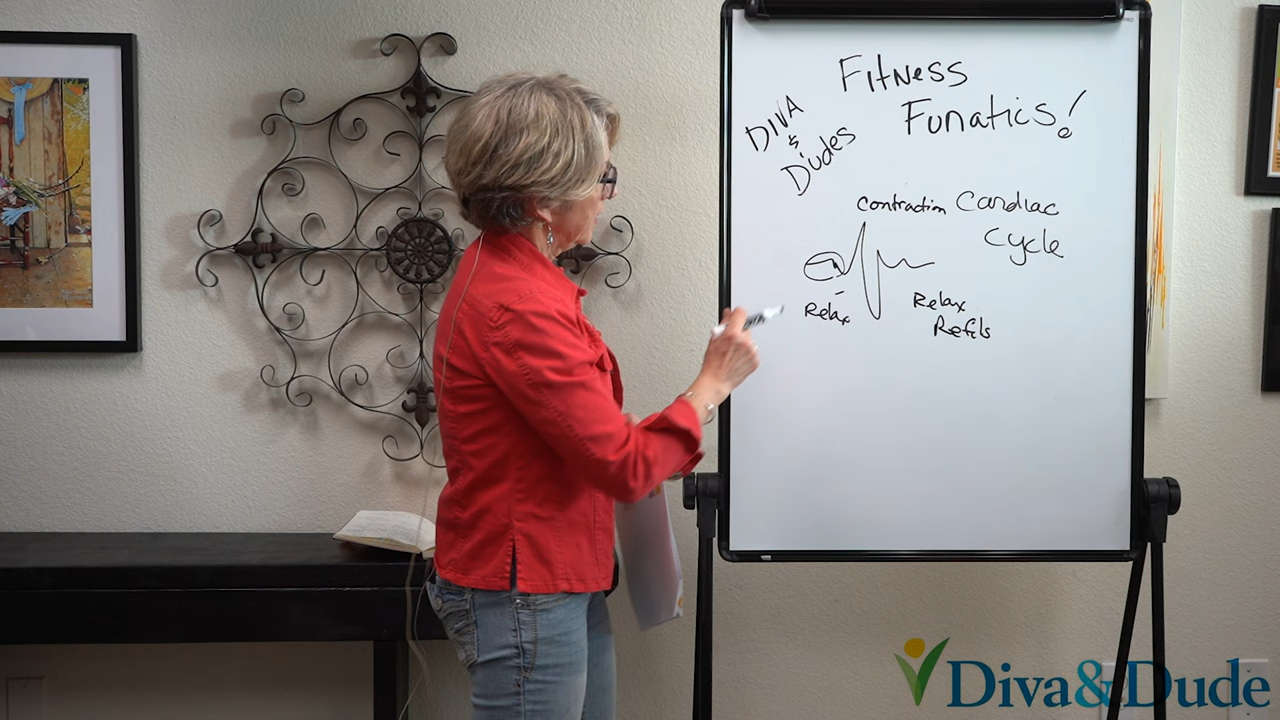 Fitness
Funatics!
DIVA
&
Dudes
Contraction Cardiac
Cycle
Relax
Relax
Refils
Diva&Dude